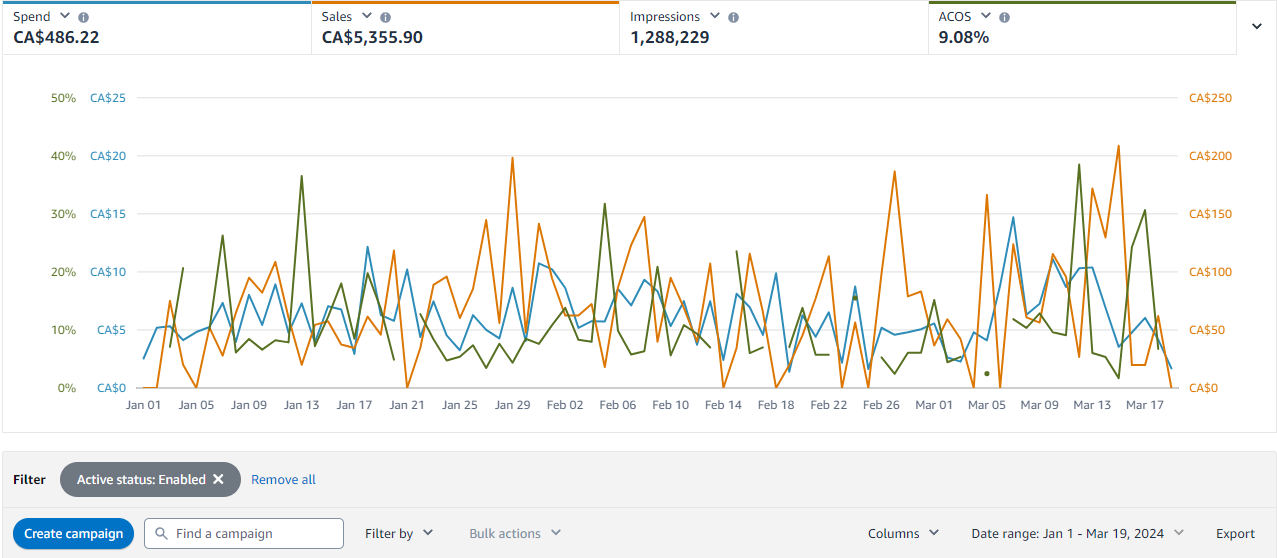 Spend Sales Impressions ACOS
CA$486.22 CA$5,355.90 1,288,229 9.08%
50% CA$25 CA$250
40% CA$20 CA$200
30% CA$15 CA$150
20% CA$10 CA$100
10% CA$5 CA$50
0% CA$0 CA$0
Jan 01 Jan 05 Jan 09 Jan 13 Jan 17 Jan 21 Jan 25 Jan 29 Feb 02 Feb 06 Feb 10 Feb 14 Feb 18 Feb 22 Feb 26 Mar 01 Mar 05 Mar 09 Mar 13 Mar 17
Filter Active status: Enabled Remove all
Create campaign Find a campaign Filter by Bulk actions Columns Date range: Jan 1 - Mar 19, 2024 Export